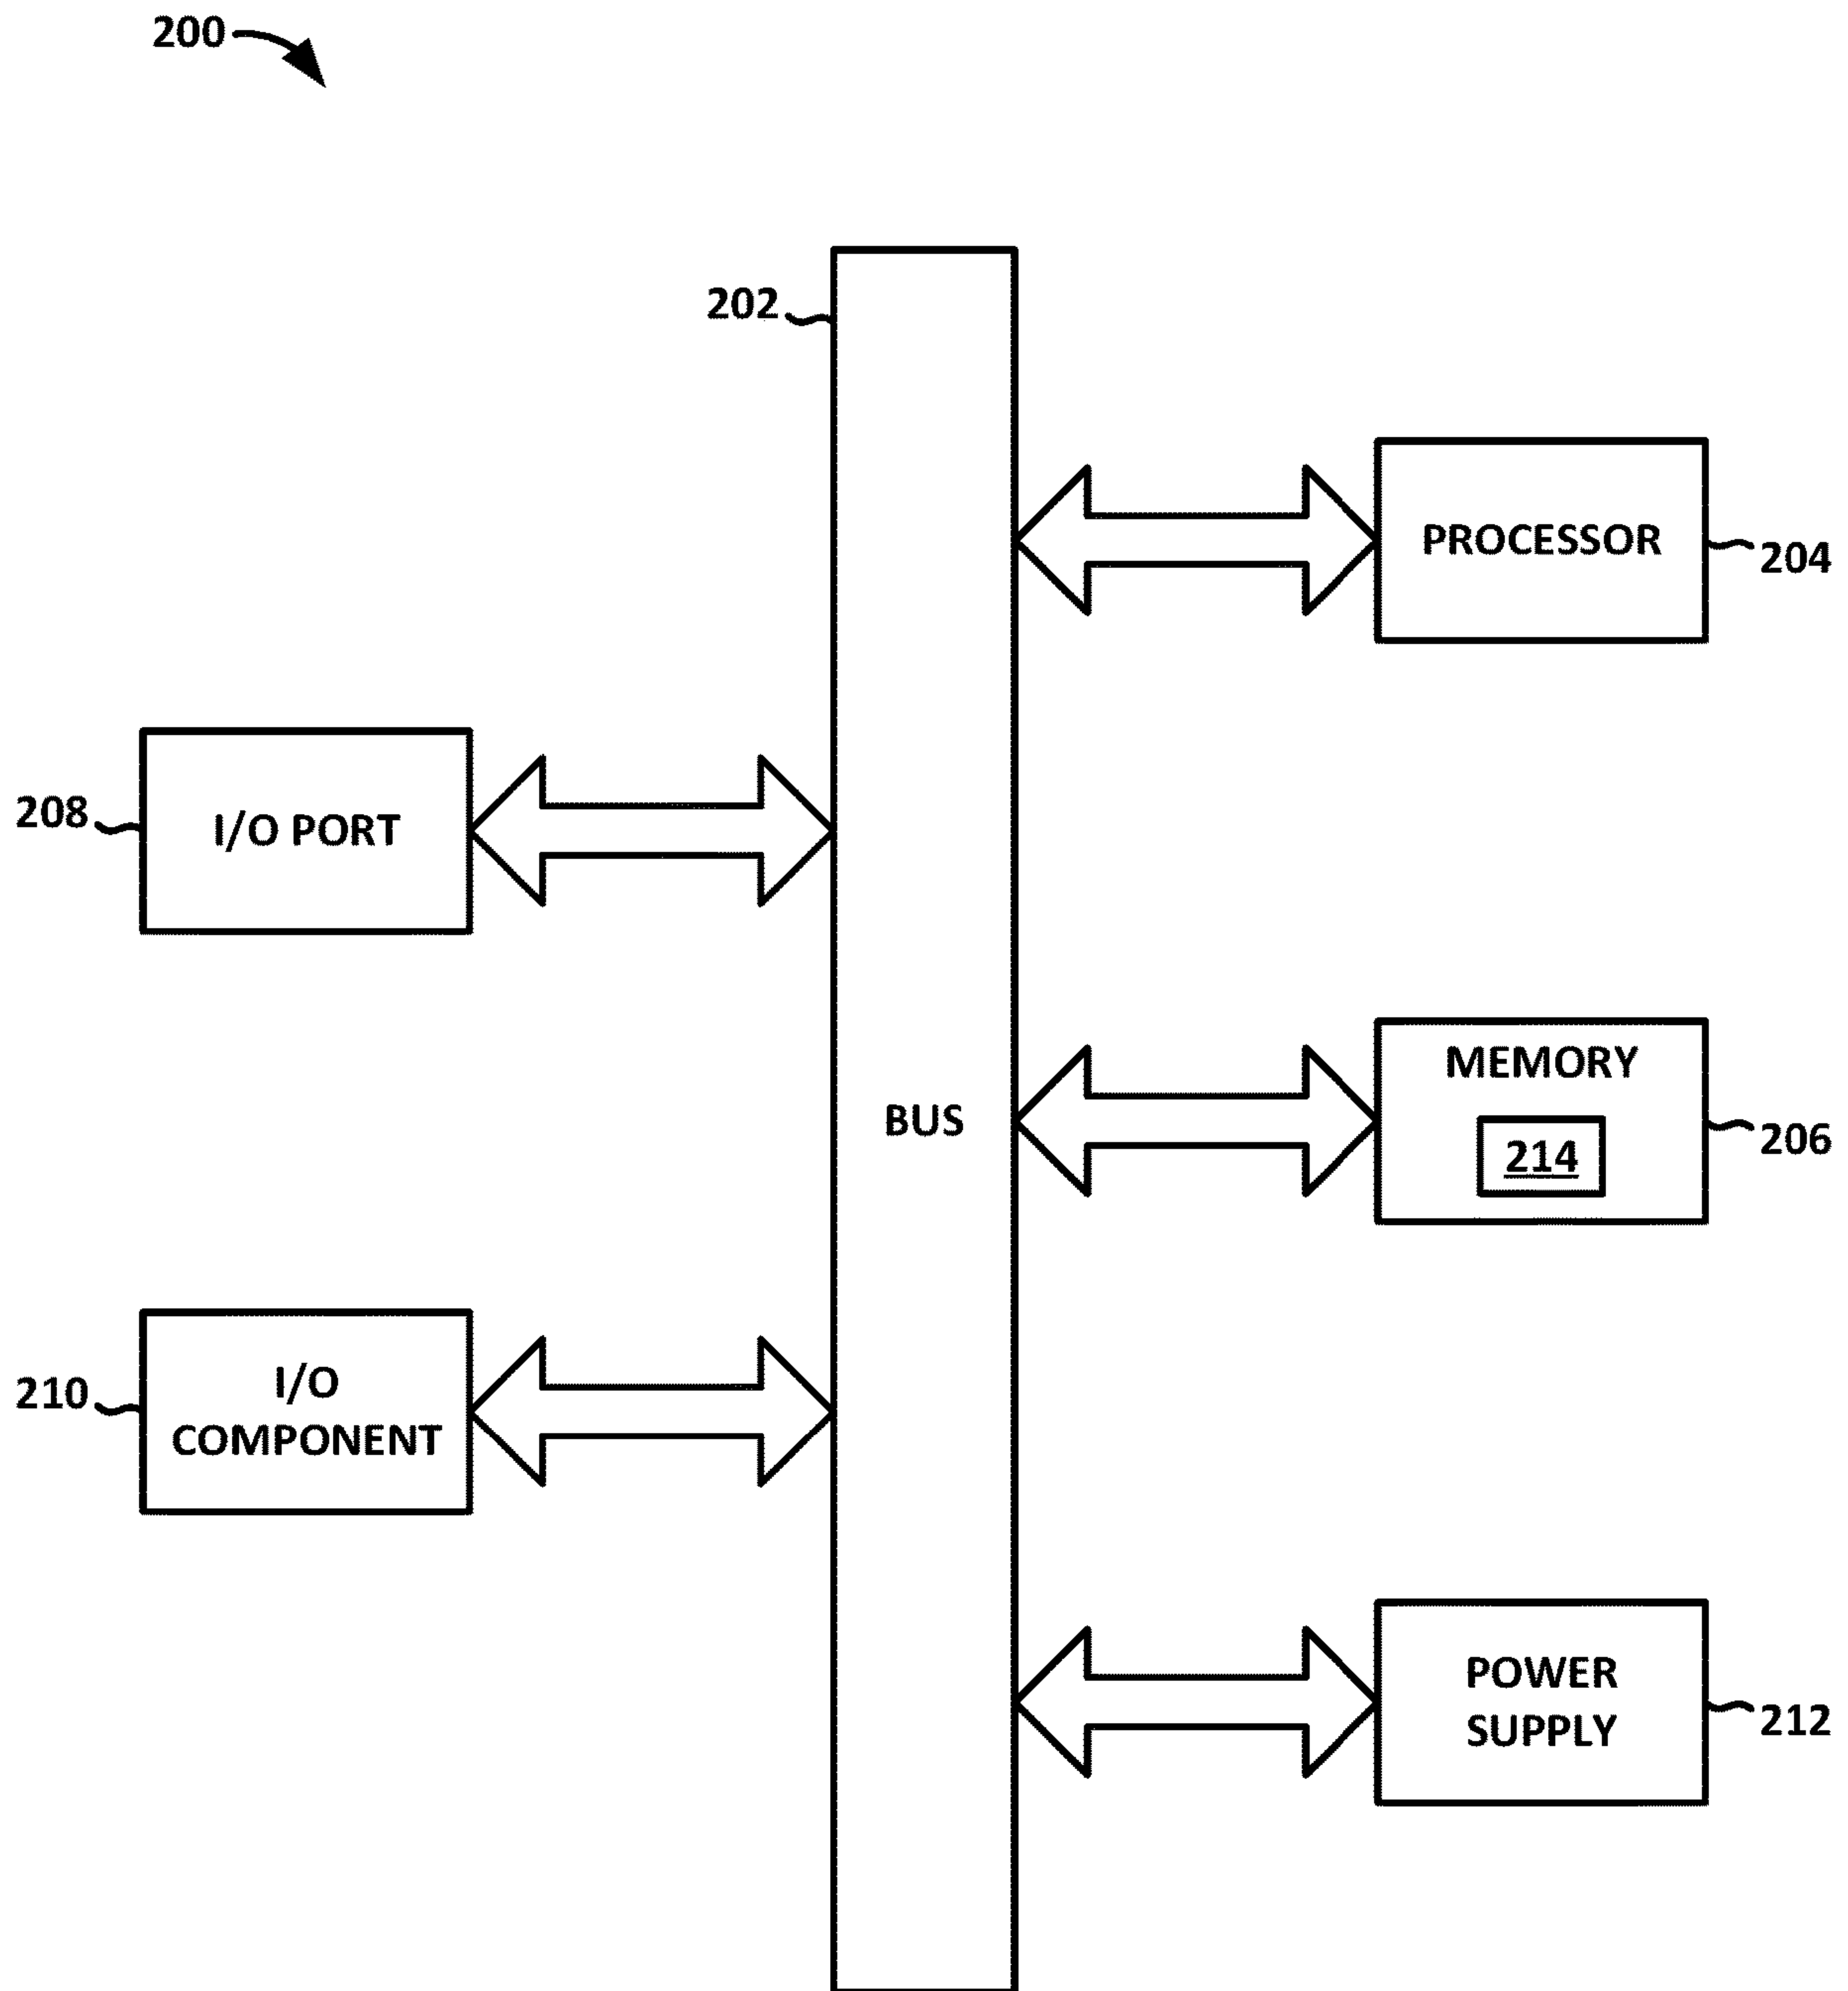 200
202
PROCESSOR
204
I/O PORT
208
MEMORY
214
206
BUS
I/O
COMPONENT
210
POWER
SUPPLY
212